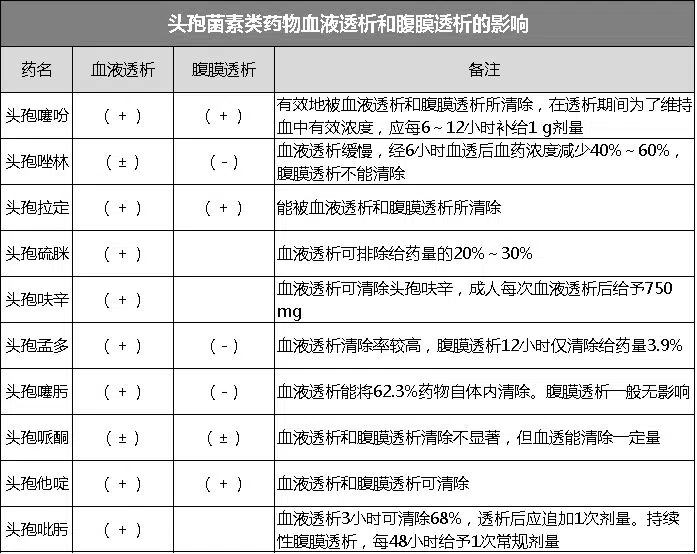 头孢菌素类药物血液透析和腹膜透析的影响
药名 血液透析 腹膜透析 备注
头孢噻吩 （+） （+） 有效地被血液透析和腹膜透析所清除，在透析期间为了维持
血中有效浓度，应每6～12小时补给1 g剂量
头孢唑林 （±） （-） 血液透析缓慢，经6小时血透后血药浓度减少40%～60%，
腹膜透析不能清除
头孢拉定 （+） （+） 能被血液透析和腹膜透析所清除
头孢硫脒 （+） 血液透析可排除给药量的20%～30%
头孢呋辛 （+） 血液透析可清除头孢呋辛，成人每次血液透析后给予750
mg
头孢孟多 （+） （-） 血液透析清除率较高，腹膜透析12小时仅清除给药量3.9%
头孢噻肟 （+） （-） 血液透析能将62.3%药物自体内清除。腹膜透析一般无影响
头孢哌酮 （±） （±） 血液透析和腹膜透析清除不显著，但血透能清除一定量
头孢他啶 （+） （+） 血液透析和腹膜透析可清除
头孢吡肟 （+） 血液透析3小时可清除68%，透析后应追加1次剂量。持续
性腹膜透析，每48小时给予1次常规剂量